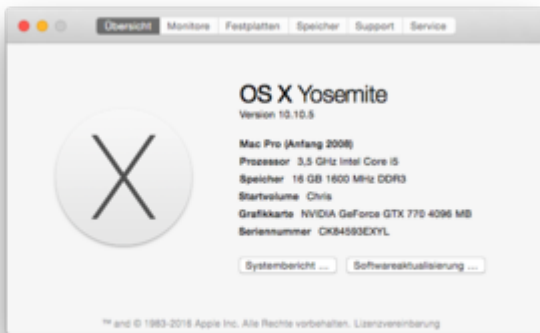 Übersicht Monitore Festplatten Speicher Support Service
OS X Yosemite
Version 10.10.5
Mac Pro (Anfang 2008)
Prozessor 3,5 GHz Intel Core i5
Speicher 16 GB 1600 MHz DDR3
Startvolume Chris
Grafikkarte NVIDIA GeForce GTX 770 4096 MB
Seriennummer CK84593EXYL
Systembericht ... Softwareaktualisierung ...
™ and © 1983-2016 Apple Inc. Alle Rechte vorbehalten. Lizenzvereinbarung